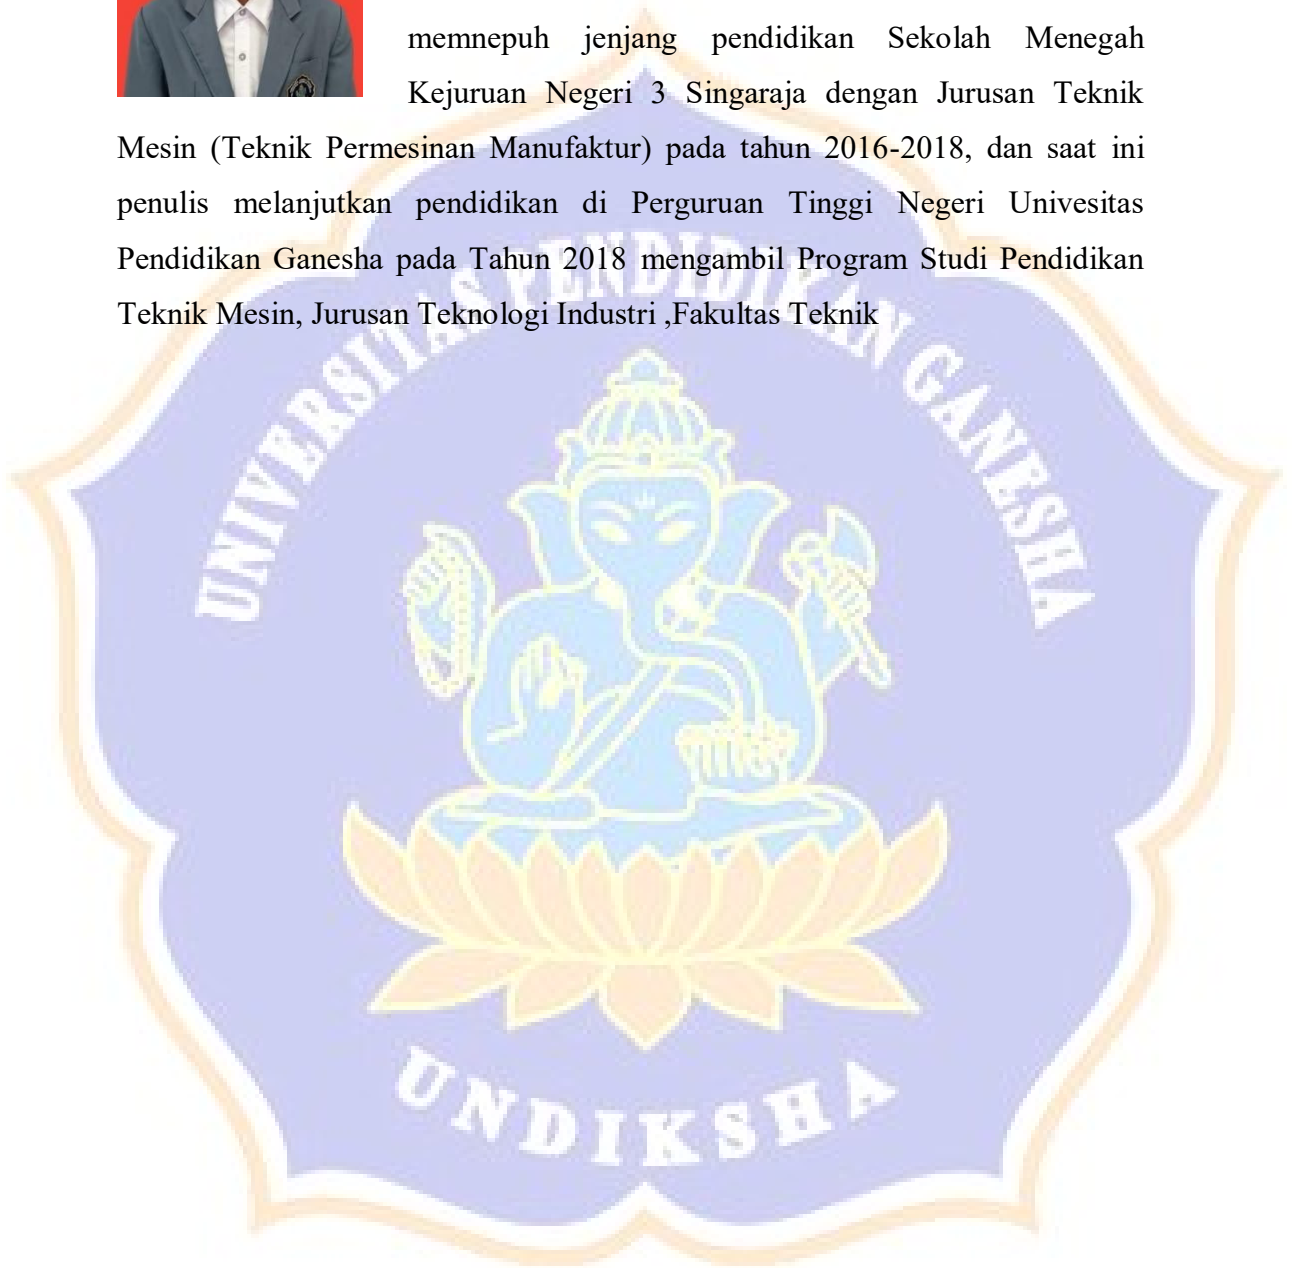 memnepuh jenjang pendidikan Sekolah Menegah
Kejuruan Negeri 3 Singaraja dengan Jurusan Teknik
Mesin (Teknik Permesinan Manufaktur) pada tahun 2016-2018, dan saat ini
penulis melanjutkan pendidikan di Perguruan Tinggi Negeri Univesitas
Pendidikan Ganesha pada Tahun 2018 mengambil Program Studi Pendidikan
Teknik Mesin, Jurusan Teknologi Industri ,Fakultas Teknik
UNIVERSITAS PENDIDIKAN GANESHA
UNDIKSHA